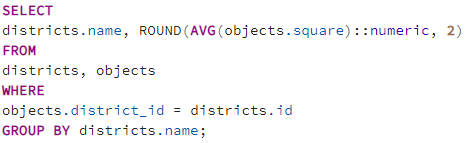 SELECT
districts.name, ROUND(AVG(objects.square)::numeric, 2)
FROM
districts, objects
WHERE
objects.district_id = districts.id
GROUP BY districts.name;